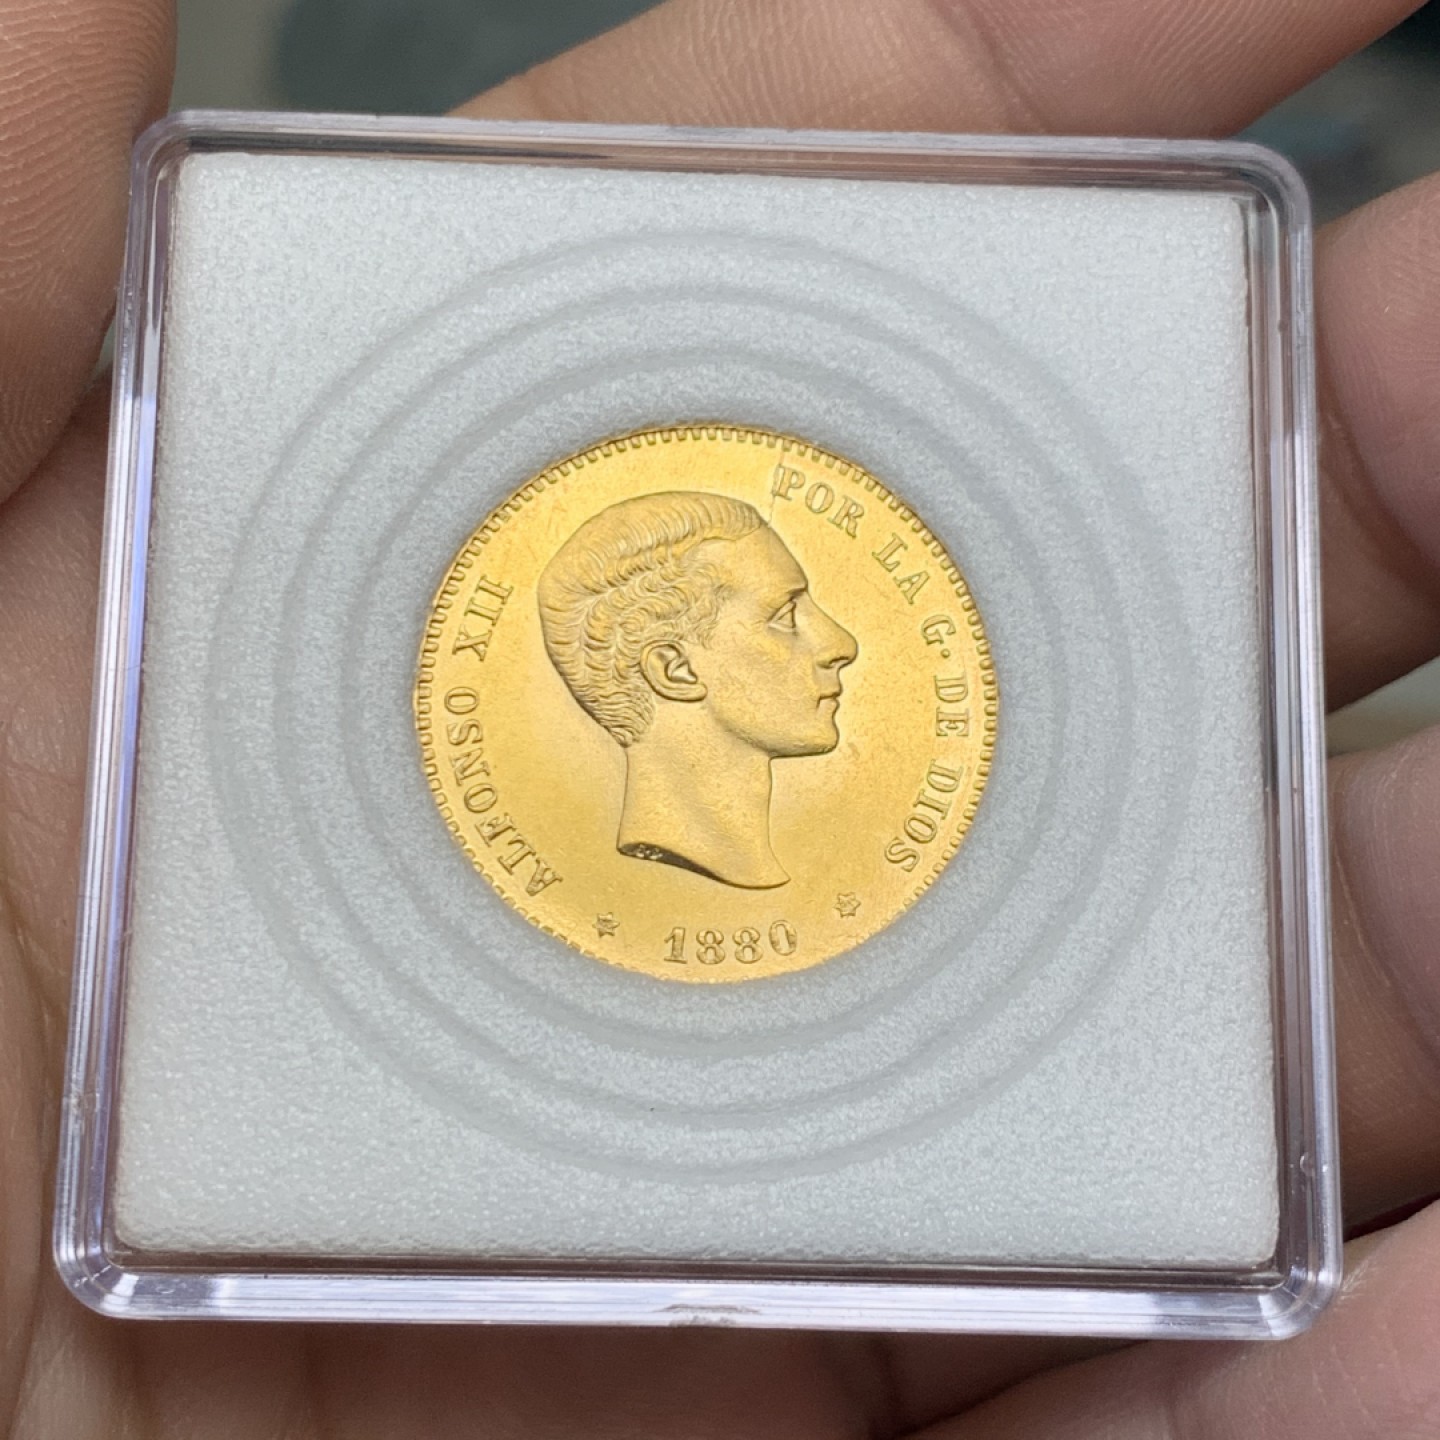 ALFONSO XII
POR LA G. DE DIOS
1880